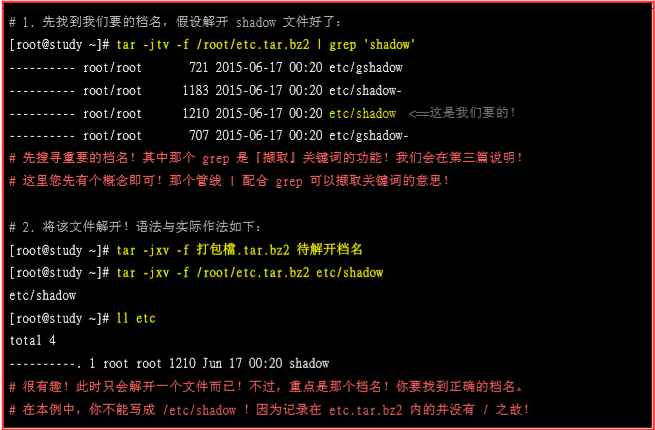 # 1. 先找到我们要的档名，假设解开 shadow 文件好了：
[root@study ~]# tar -jtv -f /root/etc.tar.bz2 | grep 'shadow'
---------- root/root       721 2015-06-17 00:20 etc/gshadow
---------- root/root      1183 2015-06-17 00:20 etc/shadow-
---------- root/root      1210 2015-06-17 00:20 etc/shadow  <==这是我们要的！
---------- root/root       707 2015-06-17 00:20 etc/gshadow-
# 先搜寻重要的档名！其中那个 grep 是『撷取』关键词的功能！我们会在第三篇说明！
# 这里您先有个概念即可！那个管线 | 配合 grep 可以撷取关键词的意思！
# 2. 将该文件解开！语法与实际作法如下：
[root@study ~]# tar -jxv -f 打包檔.tar.bz2 待解开档名
[root@study ~]# tar -jxv -f /root/etc.tar.bz2 etc/shadow
etc/shadow
[root@study ~]# ll etc
total 4
----------. 1 root root 1210 Jun 17 00:20 shadow
# 很有趣！此时只会解开一个文件而已！不过，重点是那个档名！你要找到正确的档名。
# 在本例中，你不能写成 /etc/shadow ！因为记录在 etc.tar.bz2 内的并没有 / 之故！